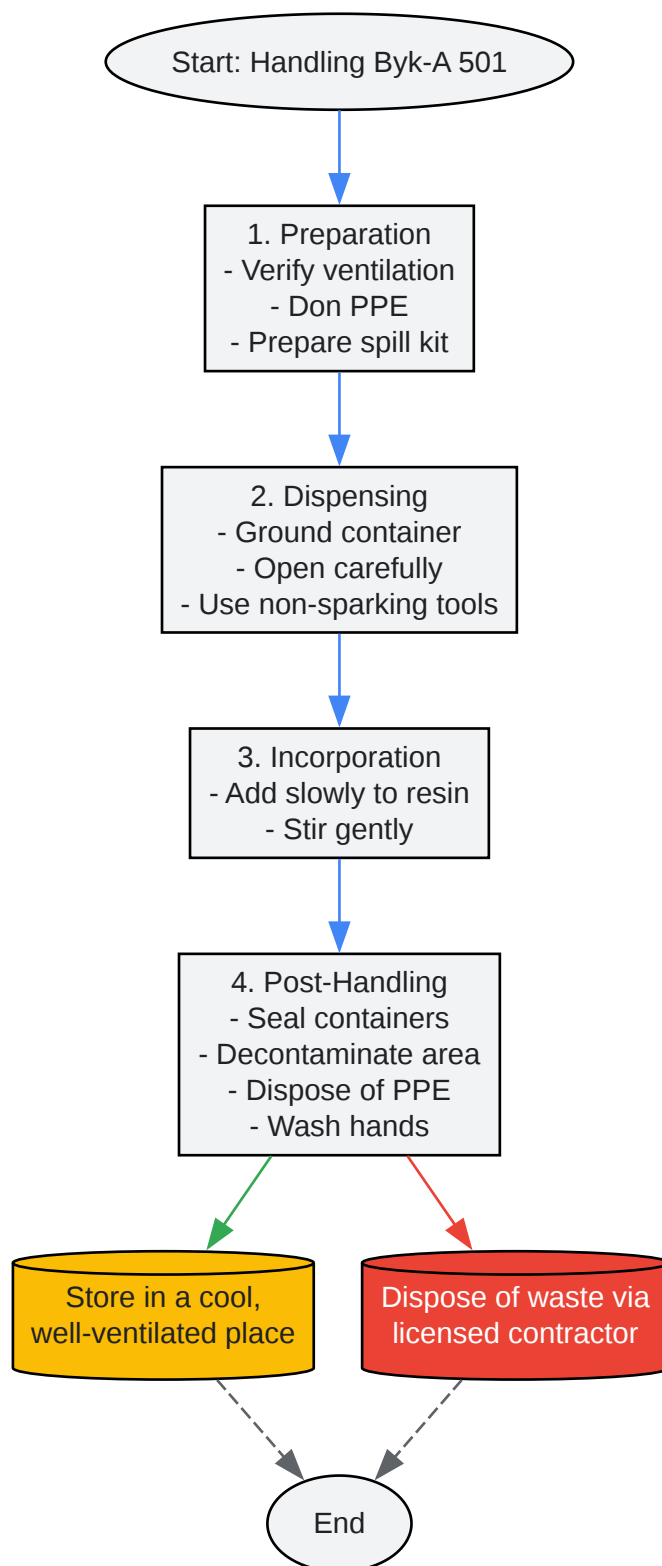 Start: Handling Byk-A 501
1. Preparation
- Verify ventilation
- Don PPE
- Prepare spill kit
2. Dispensing
- Ground container
- Open carefully
- Use non-sparking tools
3. Incorporation
- Add slowly to resin
- Stir gently
4. Post-Handling
- Seal containers
- Decontaminate area
- Dispose of PPE
- Wash hands
Store in a cool,
well-ventilated place
Dispose of waste via
licensed contractor
End